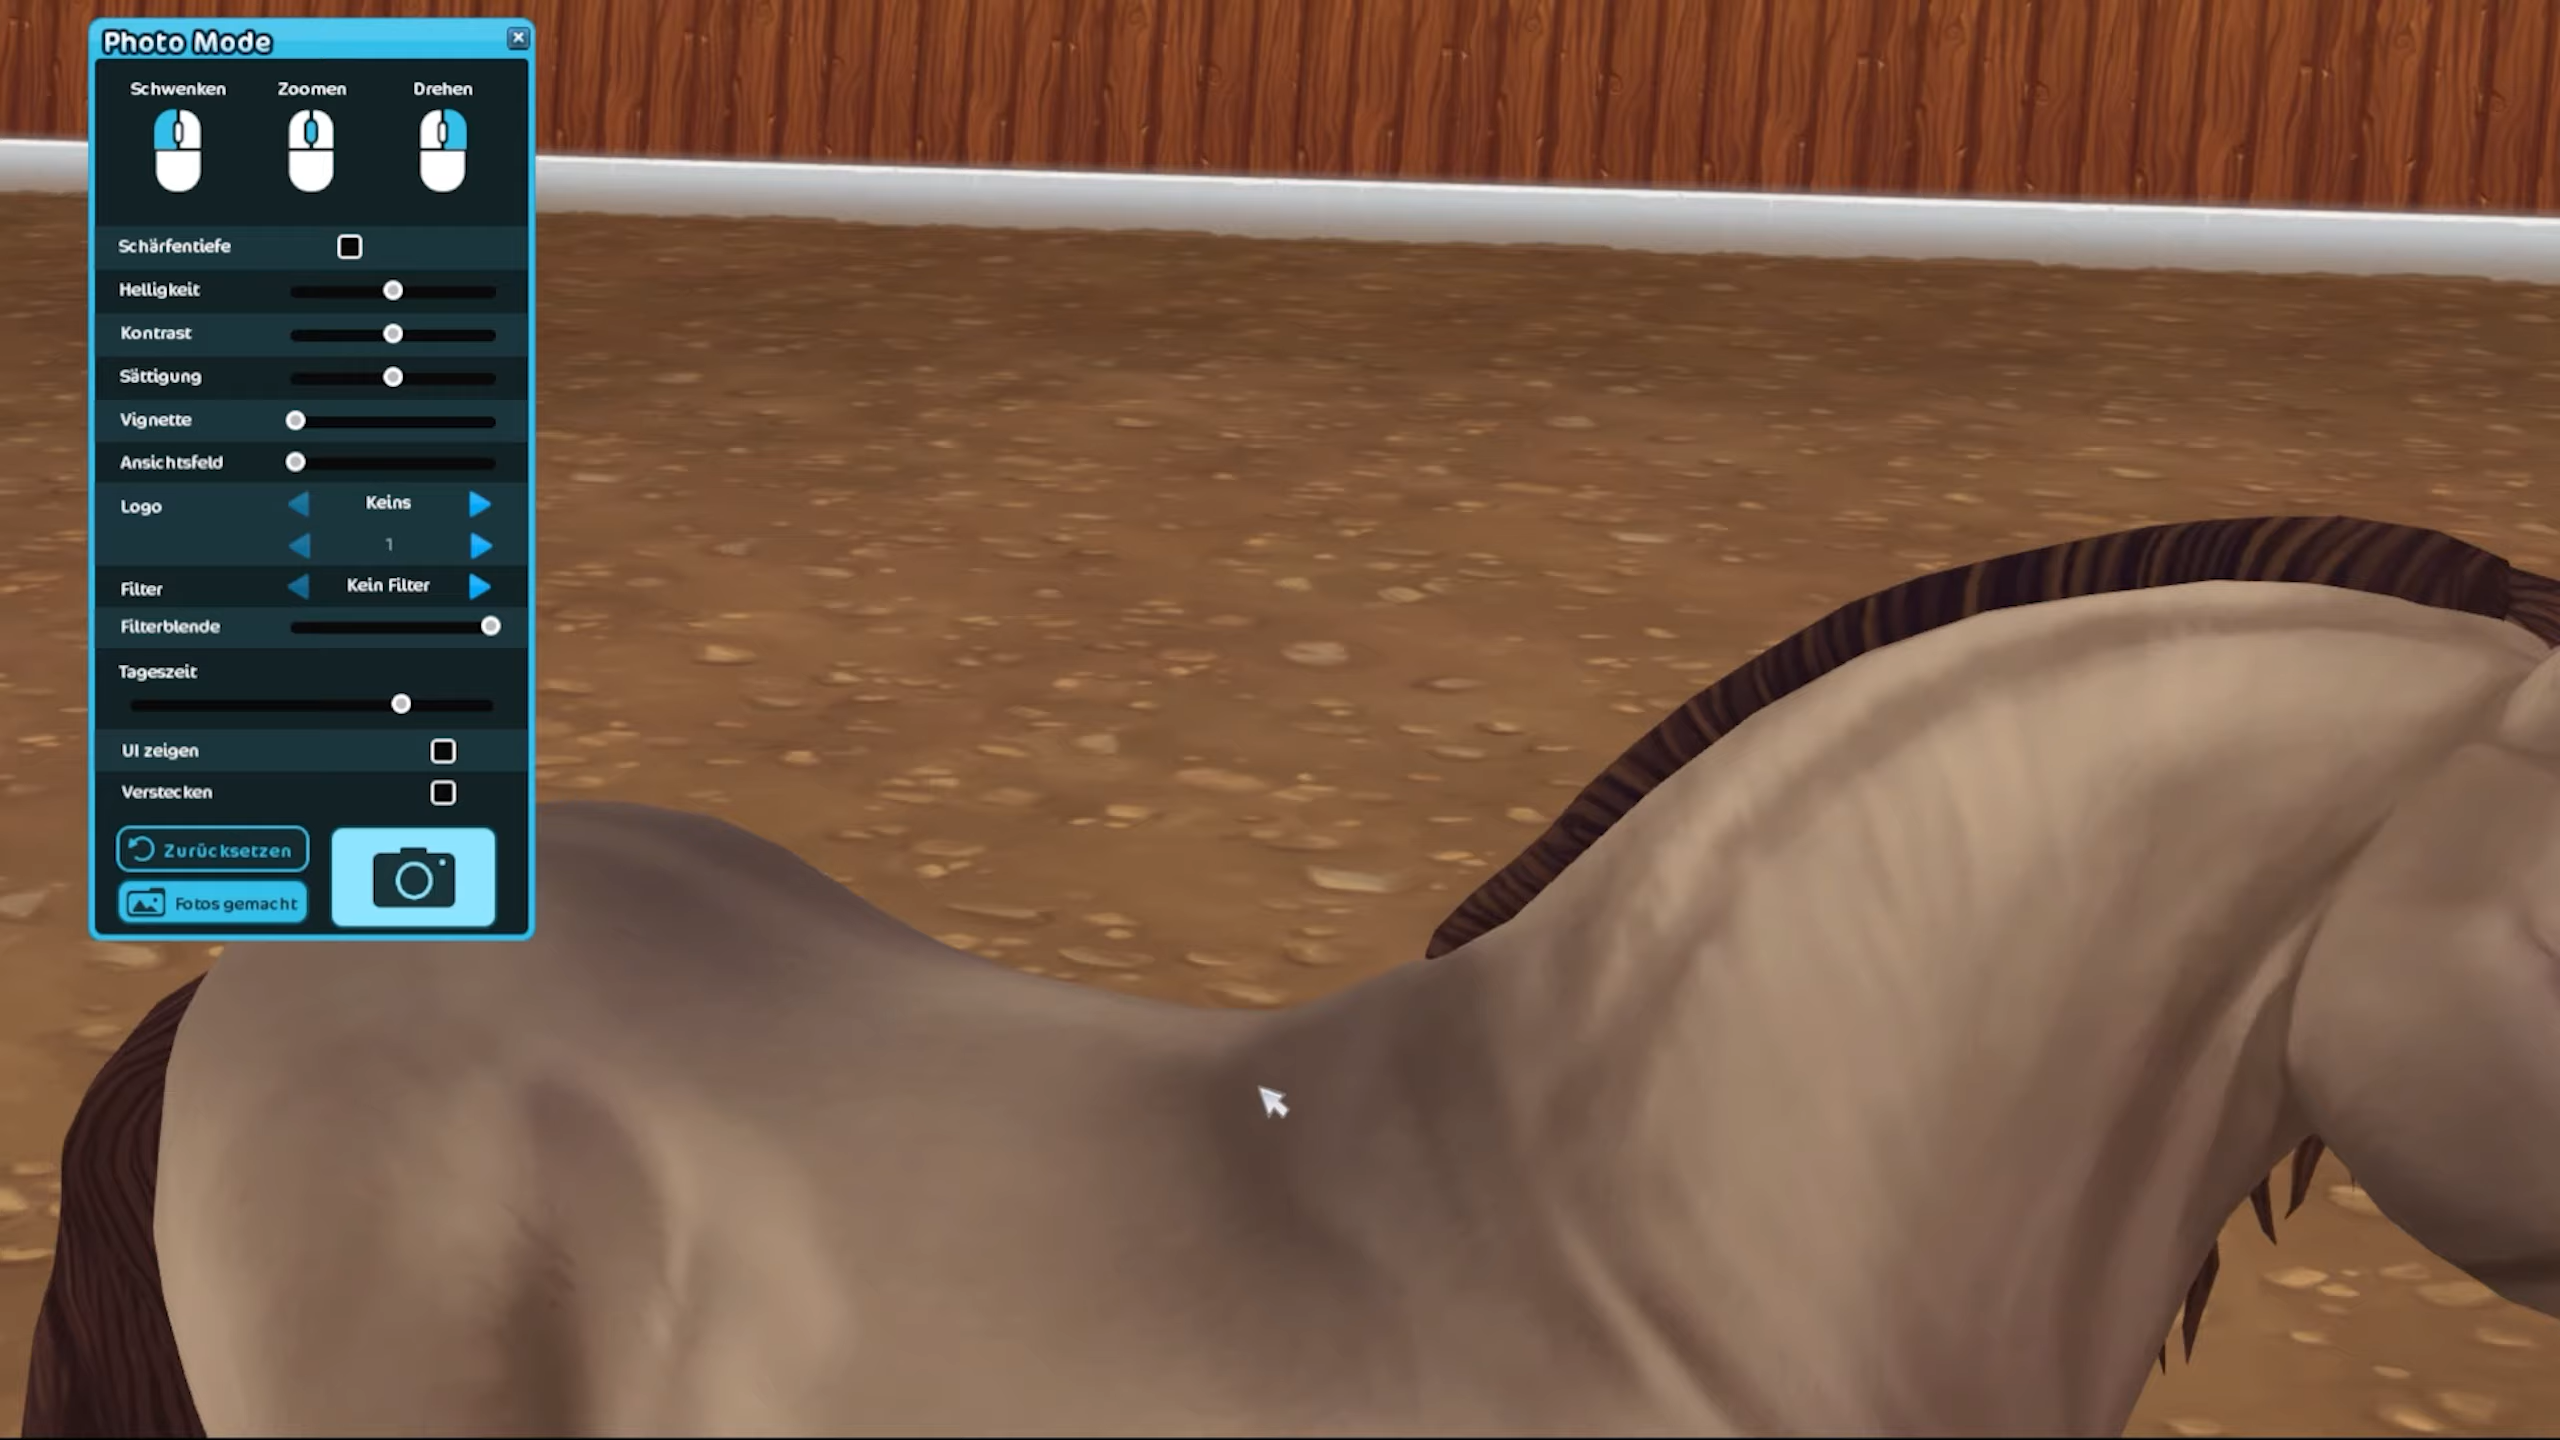 Photo Mode
Schwenken Zoomen Drehen
Schärfentiefe
Helligkeit
Kontrast
Sättigung
Vignette
Ansichtsfeld
Logo Keins
1
Filter Kein Filter
Filterblende
Tageszeit
UI zeigen
Verstecken
Zurücksetzen
Fotos gemacht